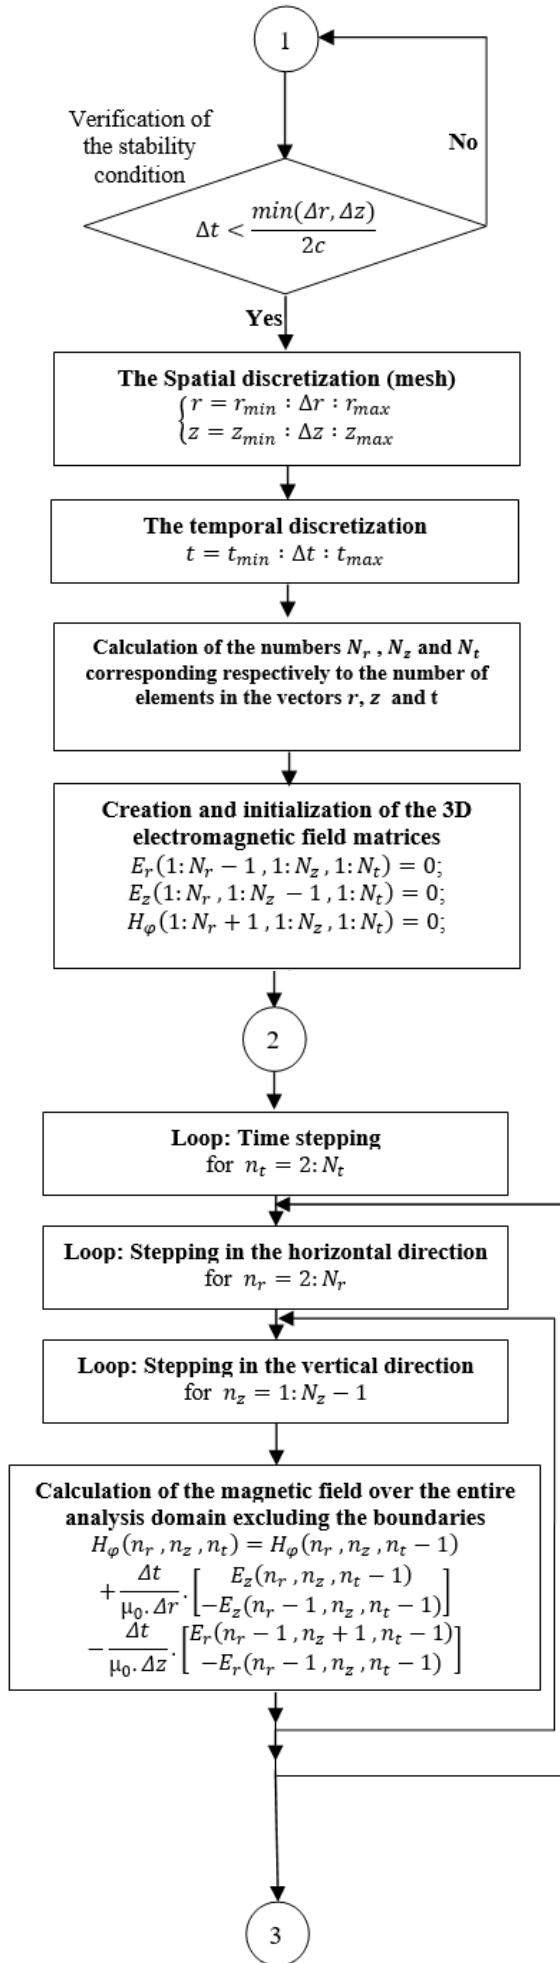 1
Verification of
the stability
condition
No
Δt < min(Δr, Δz) / 2c
Yes
The Spatial discretization (mesh)
{r = r_min : Δr : r_max
{z = z_min : Δz : z_max
The temporal discretization
t = t_min : Δt : t_max
Calculation of the numbers N_r , N_z and N_t
corresponding respectively to the number of
elements in the vectors r, z and t
Creation and initialization of the 3D
electromagnetic field matrices
E_r(1: N_r − 1 , 1: N_z , 1: N_t) = 0;
E_z(1: N_r , 1: N_z − 1 , 1: N_t) = 0;
H_φ(1: N_r + 1 , 1: N_z , 1: N_t) = 0;
2
Loop: Time stepping
for n_t = 2: N_t
Loop: Stepping in the horizontal direction
for n_r = 2: N_r
Loop: Stepping in the vertical direction
for n_z = 1: N_z − 1
Calculation of the magnetic field over the entire
analysis domain excluding the boundaries
H_φ(n_r , n_z , n_t) = H_φ(n_r , n_z , n_t − 1)
+ Δt / μ_0. Δr . [E_z(n_r , n_z , n_t − 1)
−E_z(n_r − 1 , n_z , n_t − 1)]
− Δt / μ_0. Δz . [E_r(n_r − 1 , n_z + 1 , n_t − 1)
−E_r(n_r − 1 , n_z , n_t − 1)]
3